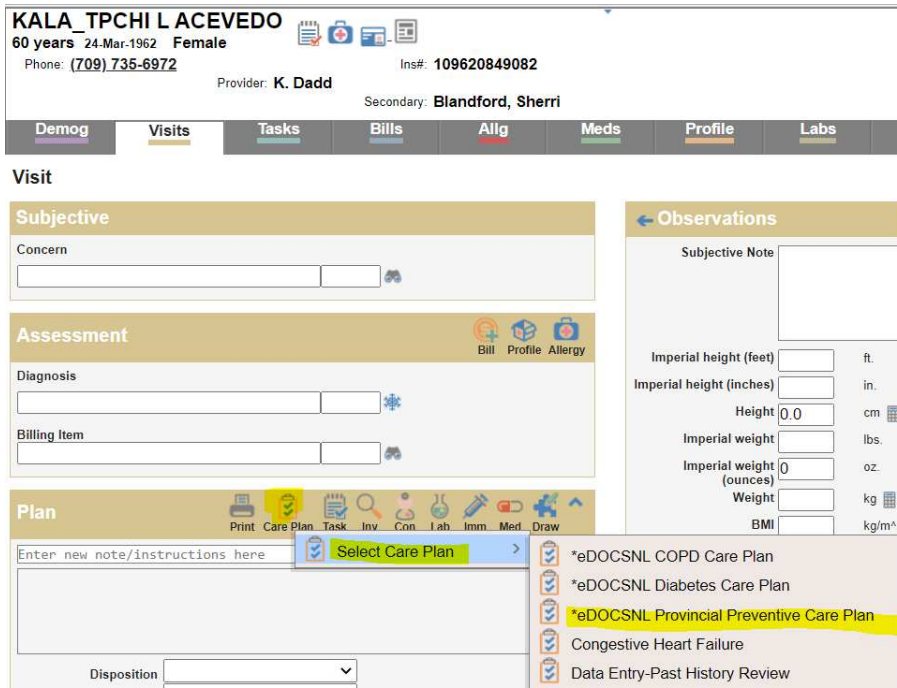 KALA_TPCHI L ACEVEDO
60 years 24-Mar-1962 Female
Phone: (709) 735-6972 Ins#: 109620849082
Provider: K. Dadd
Secondary: Blandford, Sherri
Demog Visits Tasks Bills Allg Meds Profile Labs
Visit
Subjective
Concern
Assessment
Bill Profile Allergy
Diagnosis
Billing Item
Plan
Print Care Plan Task Inv Con Lab Imm Med Draw
Enter new note/instructions here
Select Care Plan
Disposition
Observations
Subjective Note
Imperial height (feet) ft.
Imperial height (inches) in.
Height 0.0 cm
Imperial weight lbs.
Imperial weight 0 oz.
(ounces)
Weight kg
BMI kg/m^
*eDOCSNL COPD Care Plan
*eDOCSNL Diabetes Care Plan
*eDOCSNL Provincial Preventive Care Plan
Congestive Heart Failure
Data Entry-Past History Review